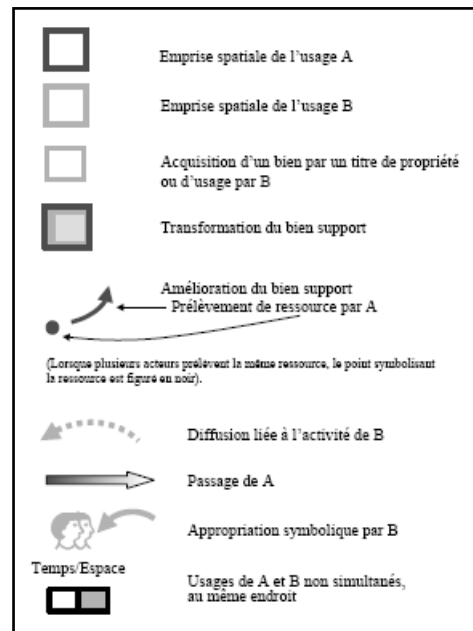 Emprise spatiale de l'usage A
Emprise spatiale de l'usage B
Acquisition d'un bien par un titre de propriété
ou d'usage par B
Transformation du bien support
Amélioration du bien support
Prélèvement de ressource par A
(Lorsque plusieurs acteurs prélèvent la même ressource, le point symbolisant
la ressource est figuré en noir).
Diffusion liée à l'activité de B
Passage de A
Appropriation symbolique par B
Temps/Espace
Usages de A et B non simultanés,
au même endroit